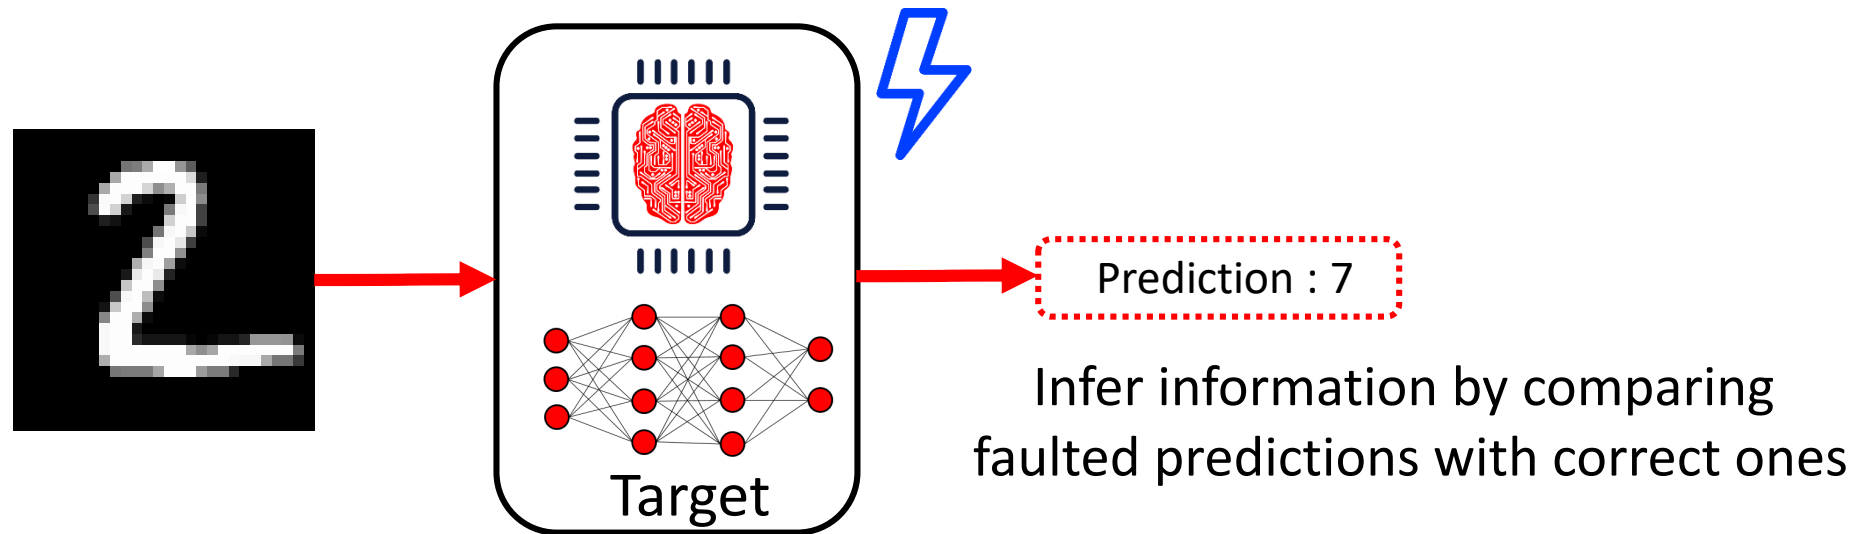 Prediction : 7
Infer information by comparing
faulted predictions with correct ones
Target